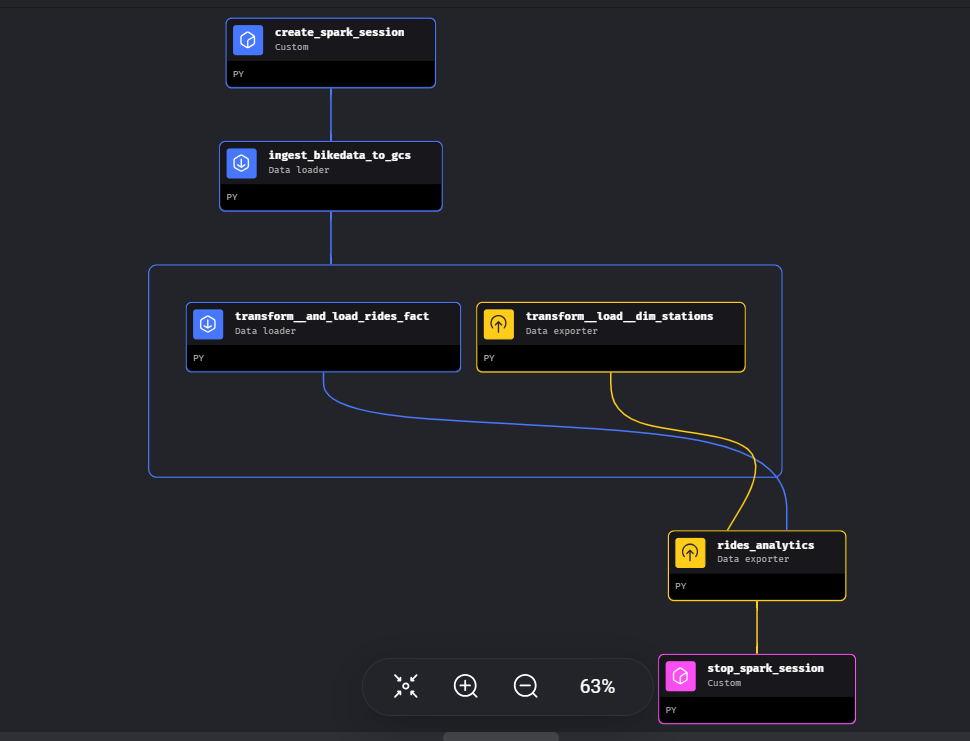 create_spark_session
Custom
PY
ingest_bikedata_to_gcs
Data loader
PY
transform__and_load_rides_fact
Data loader
PY
transform__load__dim_stations
Data exporter
PY
rides_analytics
Data exporter
PY
stop_spark_session
Custom
PY
63%